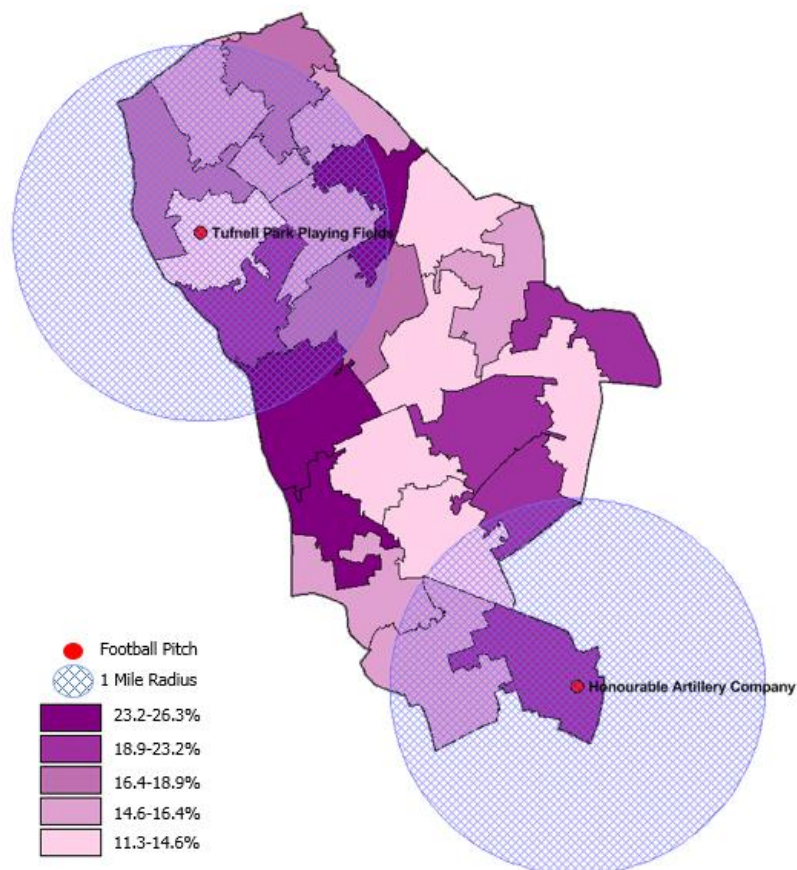 Tufnell Park Playing Fields
Honourable Artillery Company
Football Pitch
1 Mile Radius
23.2-26.3%
18.9-23.2%
16.4-18.9%
14.6-16.4%
11.3-14.6%